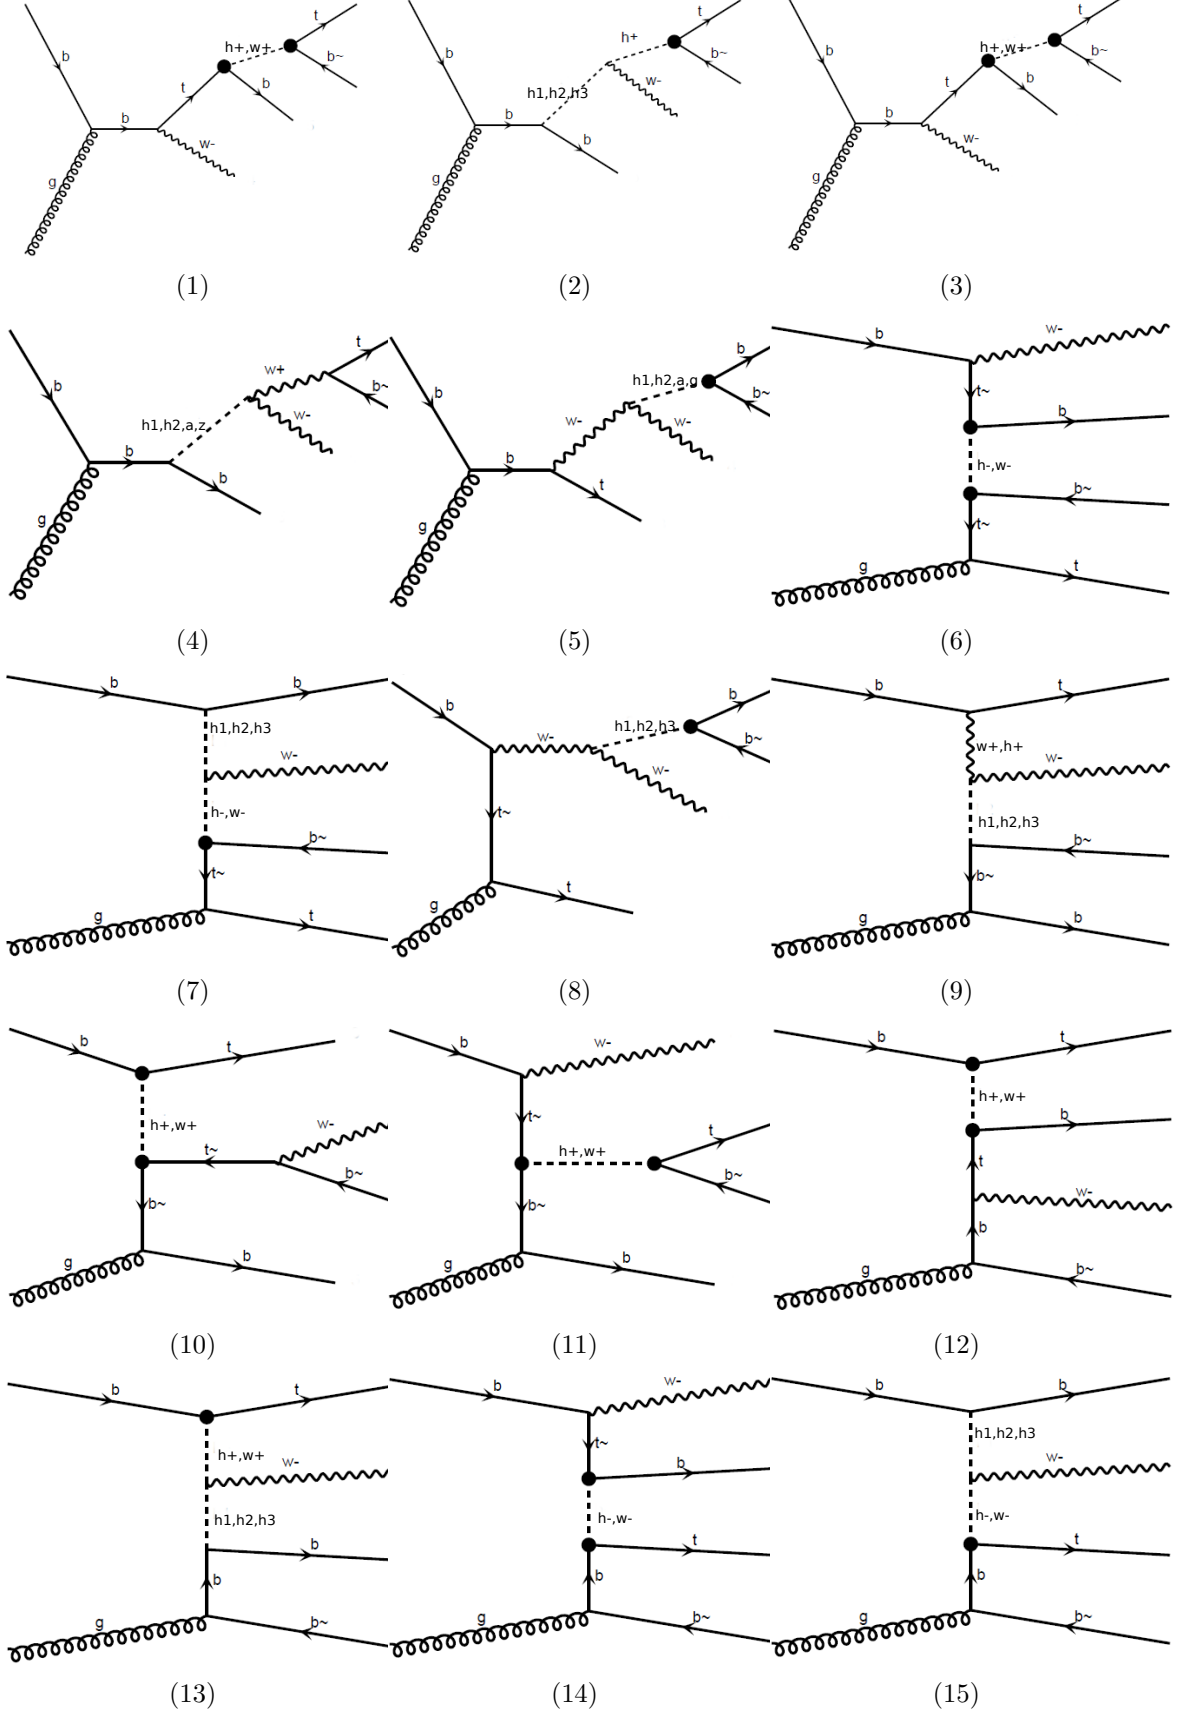 b
g
b
t
w-
h+,w+
b
t
b~
(1)
b
g
b
h1,h2,h3
b
h+
w-
t
b~
(2)
b
g
b
t
w-
h+,w+
b
t
b~
(3)
b
g
b
h1,h2,a,z
b
w+
w-
t
b~
(4)
b
g
b
w-
t
h1,h2,a,g
w-
b
b~
(5)
b
w-
t~
b
h-,w-
b~
t~
g
t
(6)
b
b
h1,h2,h3
w-
h-,w-
b~
t~
g
t
(7)
b
w-
h1,h2,h3
b
b~
w-
t~
g
t
(8)
b
t
w+,h+
w-
h1,h2,h3
b~
b~
g
b
(9)
b
t
h+,w+
w-
t~
b~
b~
g
b
(10)
b
w-
t~
h+,w+
t
b~
b~
g
b
(11)
b
t
h+,w+
b
t
w-
b
g
b~
(12)
b
t
h+,w+
w-
h1,h2,h3
b
b
g
b~
(13)
b
w-
t~
b
h-,w-
t
b
g
b~
(14)
b
b
h1,h2,h3
w-
h-,w-
t
b
g
b~
(15)